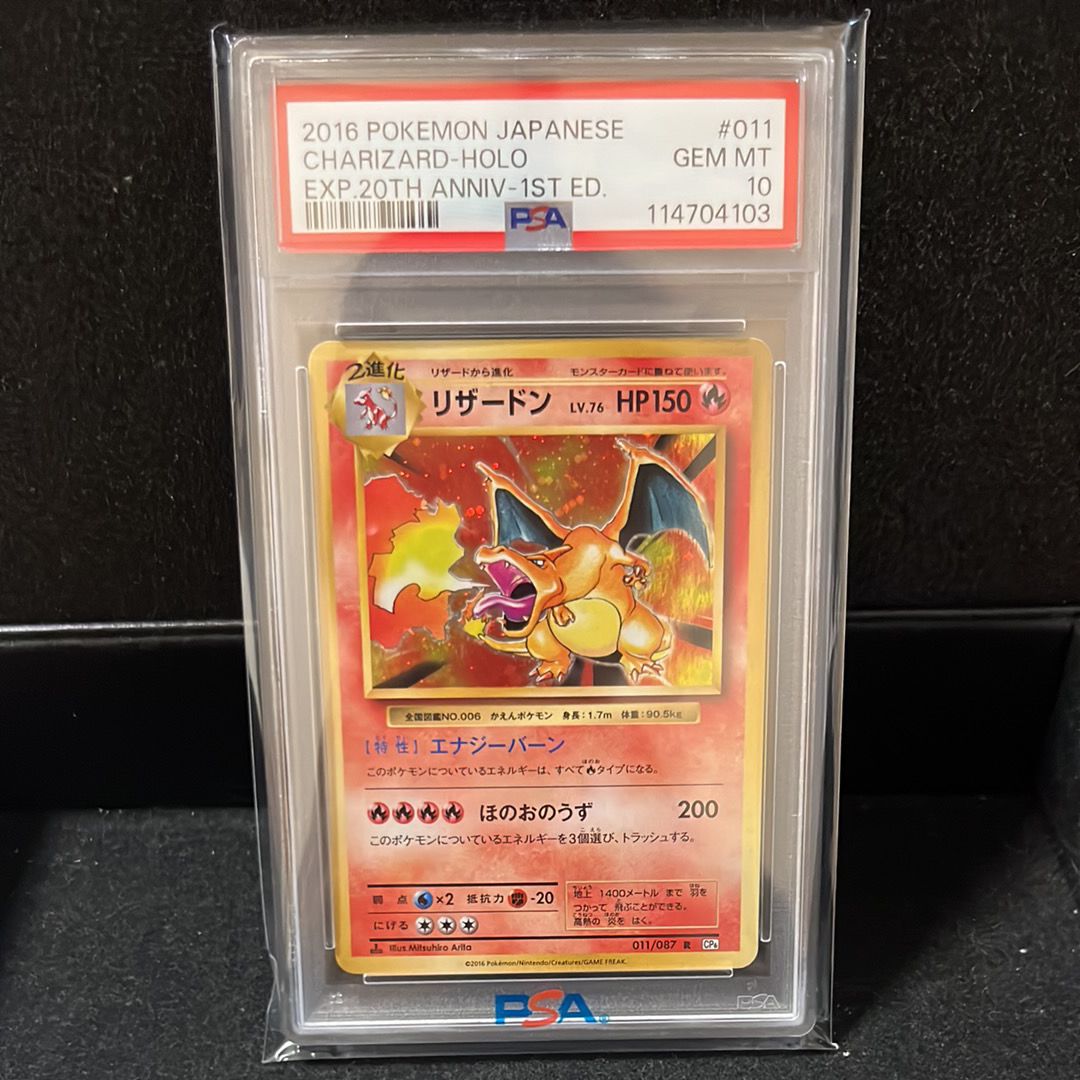 2016 POKEMON JAPANESE #011
CHARIZARD-HOLO GEM MT
EXP.20TH ANNIV-1ST ED. 10
PSA 114704103
2進化 リザードから進化 モンスターカードに重ねて使います。
リザードン LV.76 HP150
全国図鑑NO.006 かえんポケモン 身長:1.7m 体重:90.5kg
[特性] エナジーバーン
このポケモンについているエネルギーは、すべて炎タイプになる。
ほのおのうず 200
このポケモンについているエネルギーを3個選び、トラッシュする。
弱点 ×2 抵抗力 -20
にげる
地上 1400メートル まで 羽を
つかって 飛ぶことができる。
高熱の 炎を はく。
Illus.Mitsuhiro Arita 011/087 R CP6
©2016 Pokémon/Nintendo/Creatures/GAME FREAK.
PSA
PSA